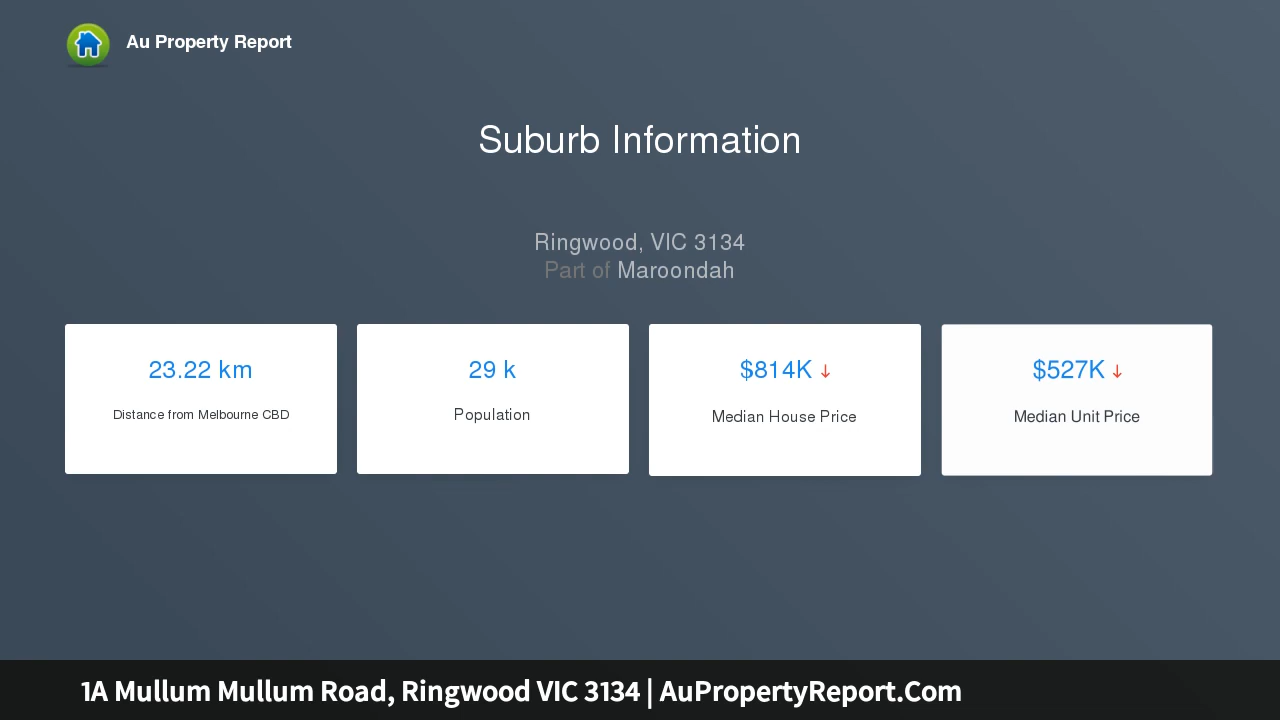 Au Property Report
Suburb Information
Ringwood, VIC 3134
Part of Maroondah
23.22 km
Distance from Melbourne CBD
29 k
Population
$814K ↓
Median House Price
$527K ↓
Median Unit Price
1A Mullum Mullum Road, Ringwood VIC 3134 | AuPropertyReport.Com